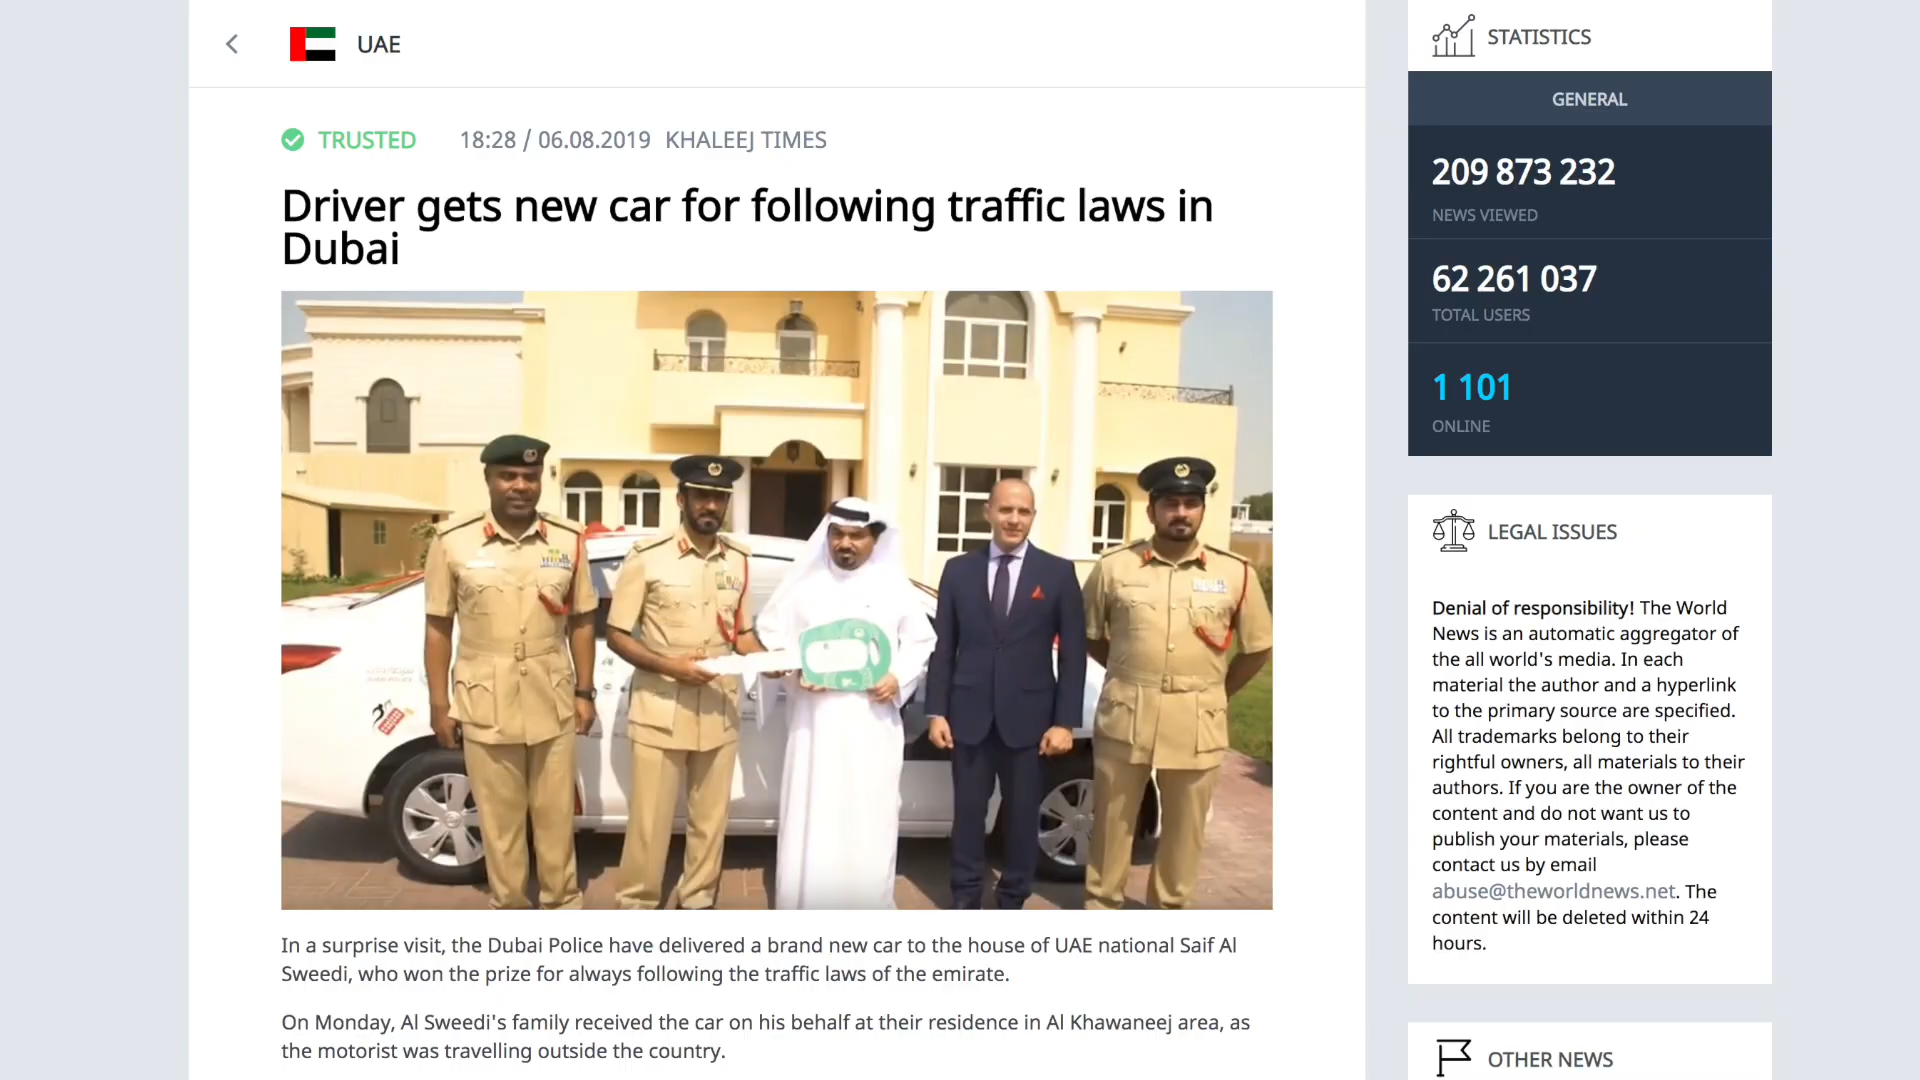 UAE
TRUSTED 18:28 / 06.08.2019 KHALEEJ TIMES
Driver gets new car for following traffic laws in
Dubai
In a surprise visit, the Dubai Police have delivered a brand new car to the house of UAE national Saif Al
Sweedi, who won the prize for always following the traffic laws of the emirate.
On Monday, Al Sweedi's family received the car on his behalf at their residence in Al Khawaneej area, as
the motorist was travelling outside the country.
STATISTICS
GENERAL
209 873 232
NEWS VIEWED
62 261 037
TOTAL USERS
1 101
ONLINE
LEGAL ISSUES
Denial of responsibility! The World
News is an automatic aggregator of
the all world's media. In each
material the author and a hyperlink
to the primary source are specified.
All trademarks belong to their
rightful owners, all materials to their
authors. If you are the owner of the
content and do not want us to
publish your materials, please
contact us by email
abuse@theworldnews.net. The
content will be deleted within 24
hours.
OTHER NEWS